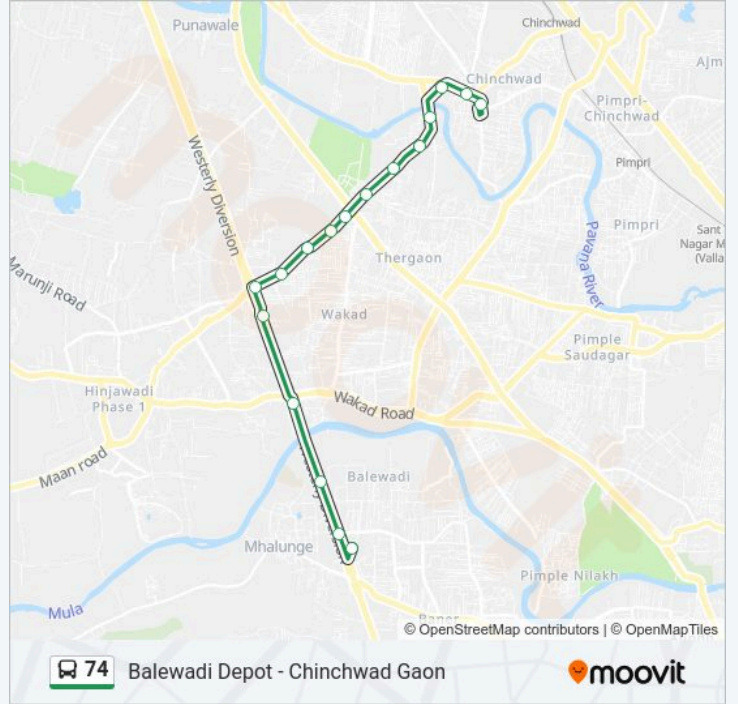 Punawale
Chinchwad
Chinchwad
Ajm
Pimpri-
Chinchwad
Westerly Diversion
Pimpri
Pavana River
Pimpri
Sant
Nagar M
(Valla
Marunji Road
Thergaon
Wakad
Pimple
Saudagar
Hinjawadi
Phase 1
Wakad Road
Maan road
Balewadi
Mhalunge
Pimple Nilakh
Mula
Baner
© OpenStreetMap contributors | © OpenMapTiles
74 Balewadi Depot - Chinchwad Gaon
moovit